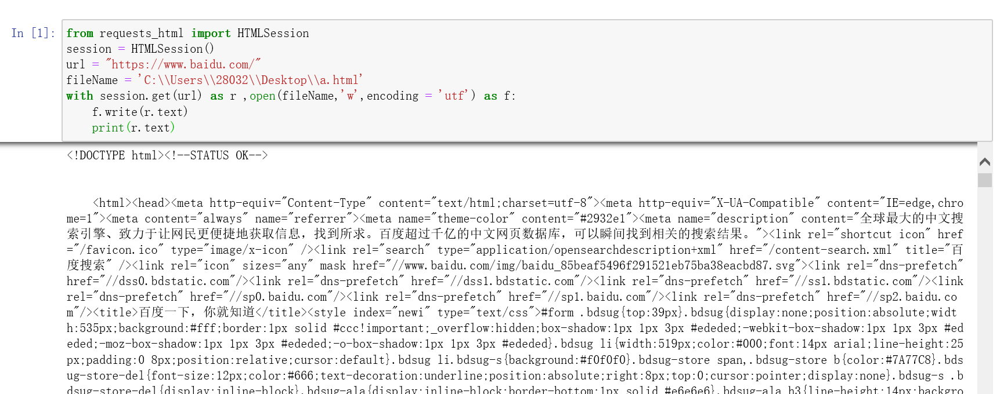 In [1]: from requests_html import HTMLSession
session = HTMLSession()
url = "https://www.baidu.com/"
fileName = 'C:\\Users\\28032\\Desktop\\a.html'
with session.get(url) as r ,open(fileName,'w',encoding = 'utf') as f:
    f.write(r.text)
    print(r.text)
<!DOCTYPE html><!--STATUS OK-->
    <html><head><meta http-equiv="Content-Type" content="text/html;charset=utf-8"><meta http-equiv="X-UA-Compatible" content="IE=edge,chro
me=1"><meta content="always" name="referrer"><meta name="theme-color" content="#2932e1"><meta name="description" content="全球最大的中文搜
索引擎、致力于让网民更便捷地获取信息，找到所求。百度超过千亿的中文网页数据库，可以瞬间找到相关的搜索结果。"><link rel="shortcut icon" href
="/favicon.ico" type="image/x-icon" /><link rel="search" type="application/opensearchdescription+xml" href="/content-search.xml" title="百
度搜索" /><link rel="icon" sizes="any" mask href="//www.baidu.com/img/baidu_85beaf5496f291521eb75ba38eacbd87.svg"><link rel="dns-prefetch"
href="//dss0.bdstatic.com"/><link rel="dns-prefetch" href="//dss1.bdstatic.com"/><link rel="dns-prefetch" href="//ss1.bdstatic.com"/><link
rel="dns-prefetch" href="//sp0.baidu.com"/><link rel="dns-prefetch" href="//sp1.baidu.com"/><link rel="dns-prefetch" href="//sp2.baidu.co
m"/><title>百度一下，你就知道</title><style index="newi" type="text/css">#form .bdsug{top:39px}.bdsug{display:none;position:absolute;widt
h:535px;background:#fff;border:1px solid #ccc!important;_overflow:hidden;box-shadow:1px 1px 3px #ededed;-webkit-box-shadow:1px 1px 3px #ed
eded;-moz-box-shadow:1px 1px 3px #ededed;-o-box-shadow:1px 1px 3px #ededed}.bdsug li{width:519px;color:#000;font:14px arial;line-height:25
px;padding:0 8px;position:relative;cursor:default}.bdsug li.bdsug-s{background:#f0f0f0}.bdsug-store span,.bdsug-store b{color:#7A77C8}.bds
ug-store-del{font-size:12px;color:#666;text-decoration:underline;position:absolute;right:8px;top:0;cursor:pointer;display:none}.bdsug-s .b
dsug-store-del{display:inline-block}.bdsug-ala{display:inline-block;border-bottom:1px solid #e6e6e6}.bdsug-ala h3{line-height:14px;backgro